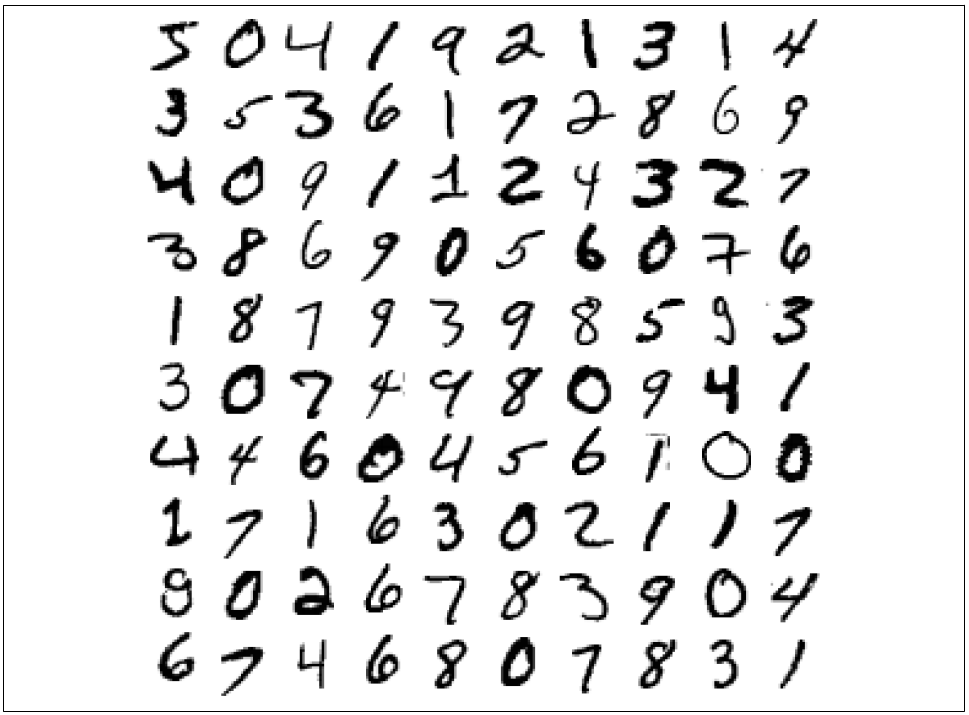 5 0 4 1 9 2 1 3 1 4
3 5 3 6 1 7 2 8 6 9
4 0 9 1 1 2 4 3 2 7
3 8 6 9 0 5 6 0 7 6
1 8 7 9 3 9 8 5 9 3
3 0 7 4 9 8 0 9 4 1
4 4 6 0 4 5 6 1 0 0
1 7 1 6 3 0 2 1 1 7
8 0 2 6 7 8 3 9 0 4
6 7 4 6 8 0 7 8 3 1